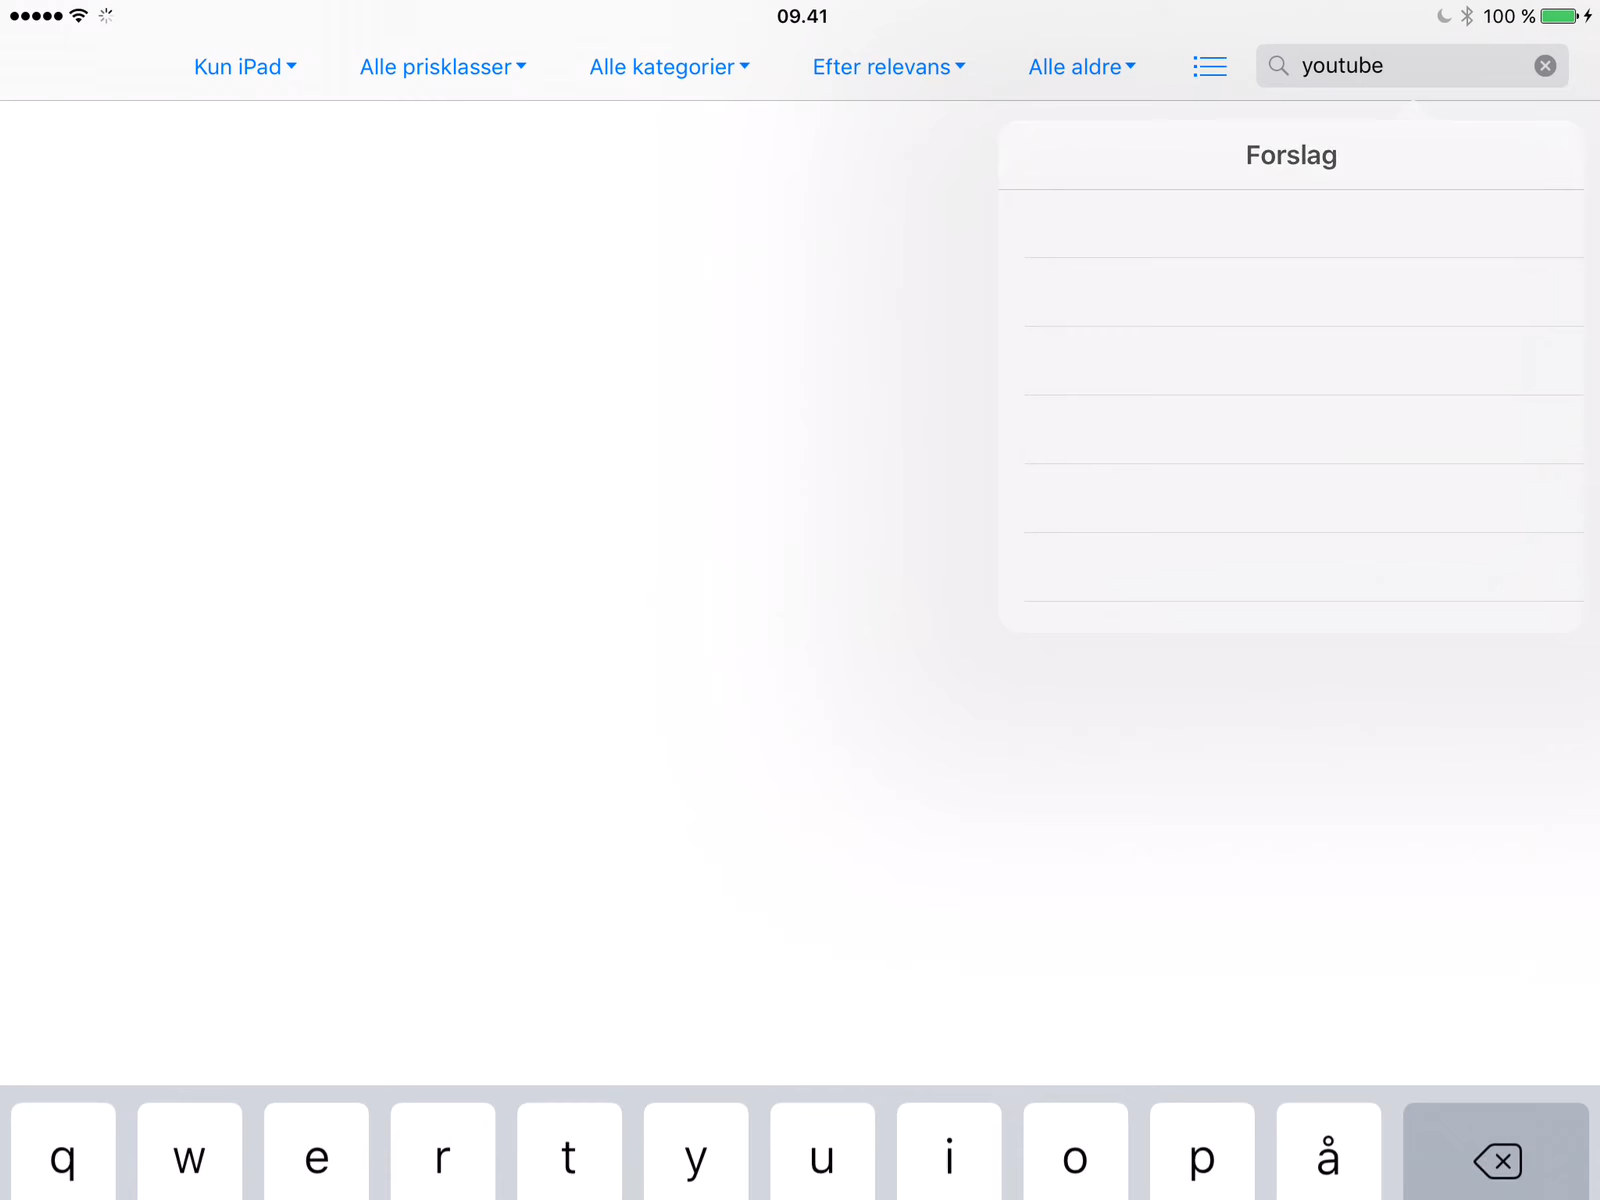 09.41
100 %
Kun iPad Alle prisklasser Alle kategorier Efter relevans Alle aldre youtube
Forslag
q w e r t y u i o p å